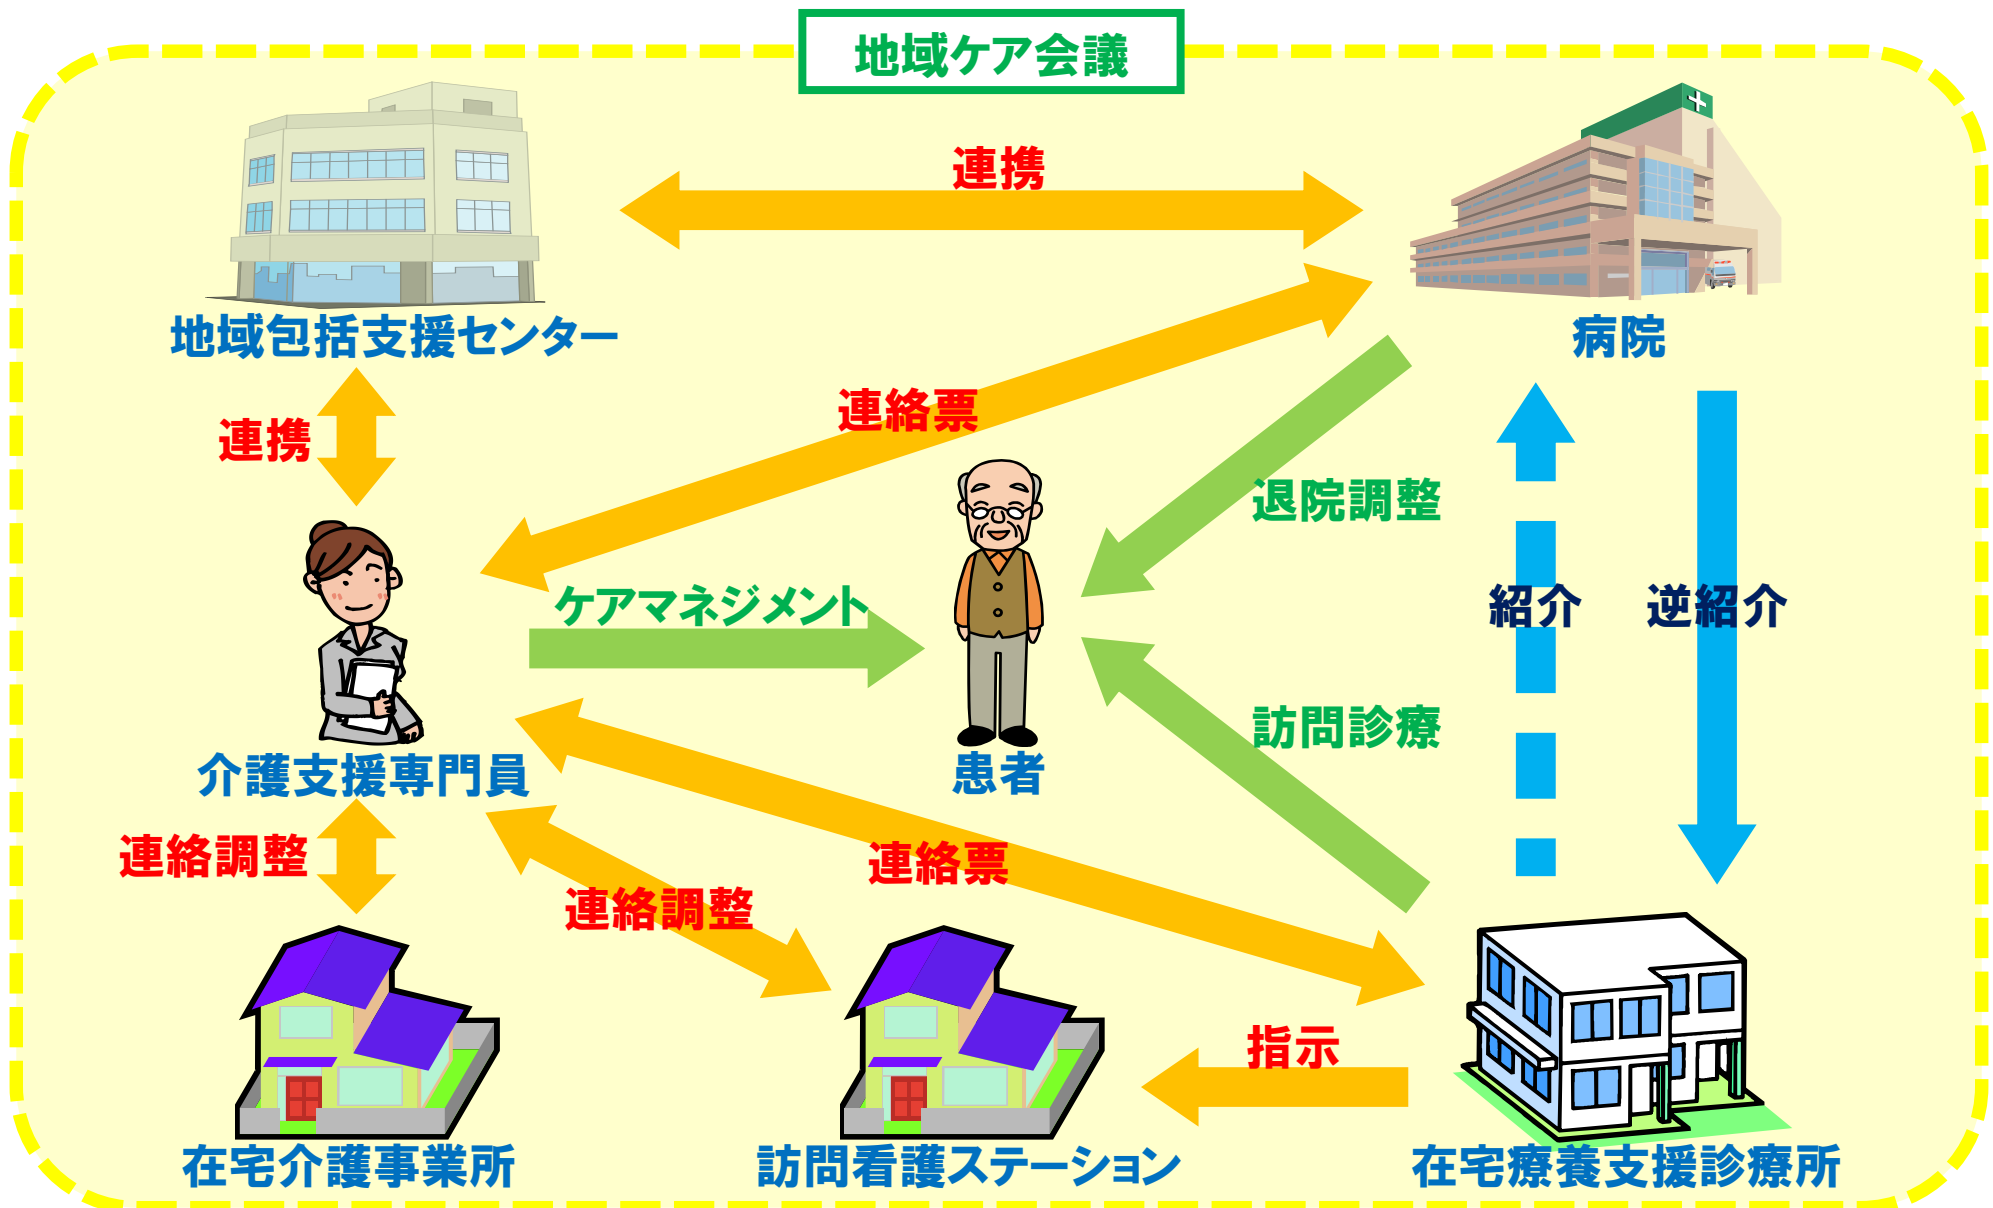 地域ケア会議
連携
地域包括支援センター
病院
連携
連絡票
退院調整
ケアマネジメント
紹介
逆紹介
訪問診療
介護支援専門員
患者
連絡調整
連絡調整
連絡票
指示
在宅介護事業所
訪問看護ステーション
在宅療養支援診療所